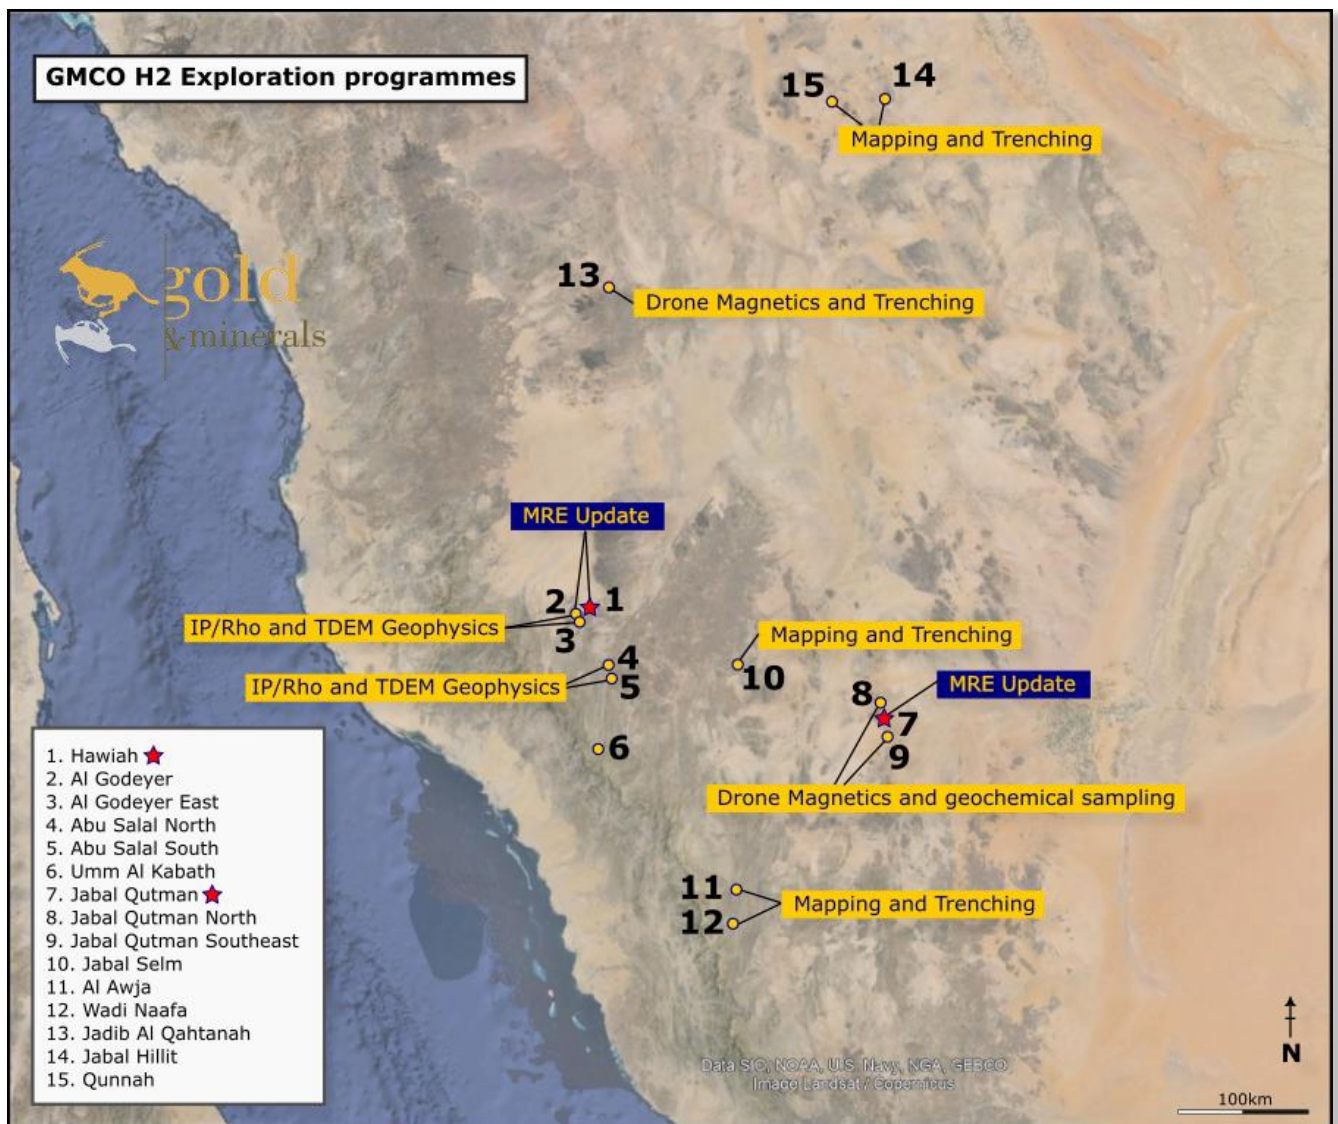 GMCO H2 Exploration programmes
15
14
Mapping and Trenching
gold
& minerals
13
Drone Magnetics and Trenching
MRE Update
2
1
IP/Rho and TDEM Geophysics
3
Mapping and Trenching
4
10
IP/Rho and TDEM Geophysics
5
8
MRE Update
7
6
9
Drone Magnetics and geochemical sampling
11
Mapping and Trenching
12
1. Hawiah
2. Al Godeyer
3. Al Godeyer East
4. Abu Salal North
5. Abu Salal South
6. Umm Al Kabath
7. Jabal Qutman
8. Jabal Qutman North
9. Jabal Qutman Southeast
10. Jabal Selm
11. Al Awja
12. Wadi Naafa
13. Jadib Al Qahtanah
14. Jabal Hillit
15. Qunnah
N
Data SIO, NOAA, U.S. Navy, NGA, GEBCO
Image Landsat / Copernicus
100km